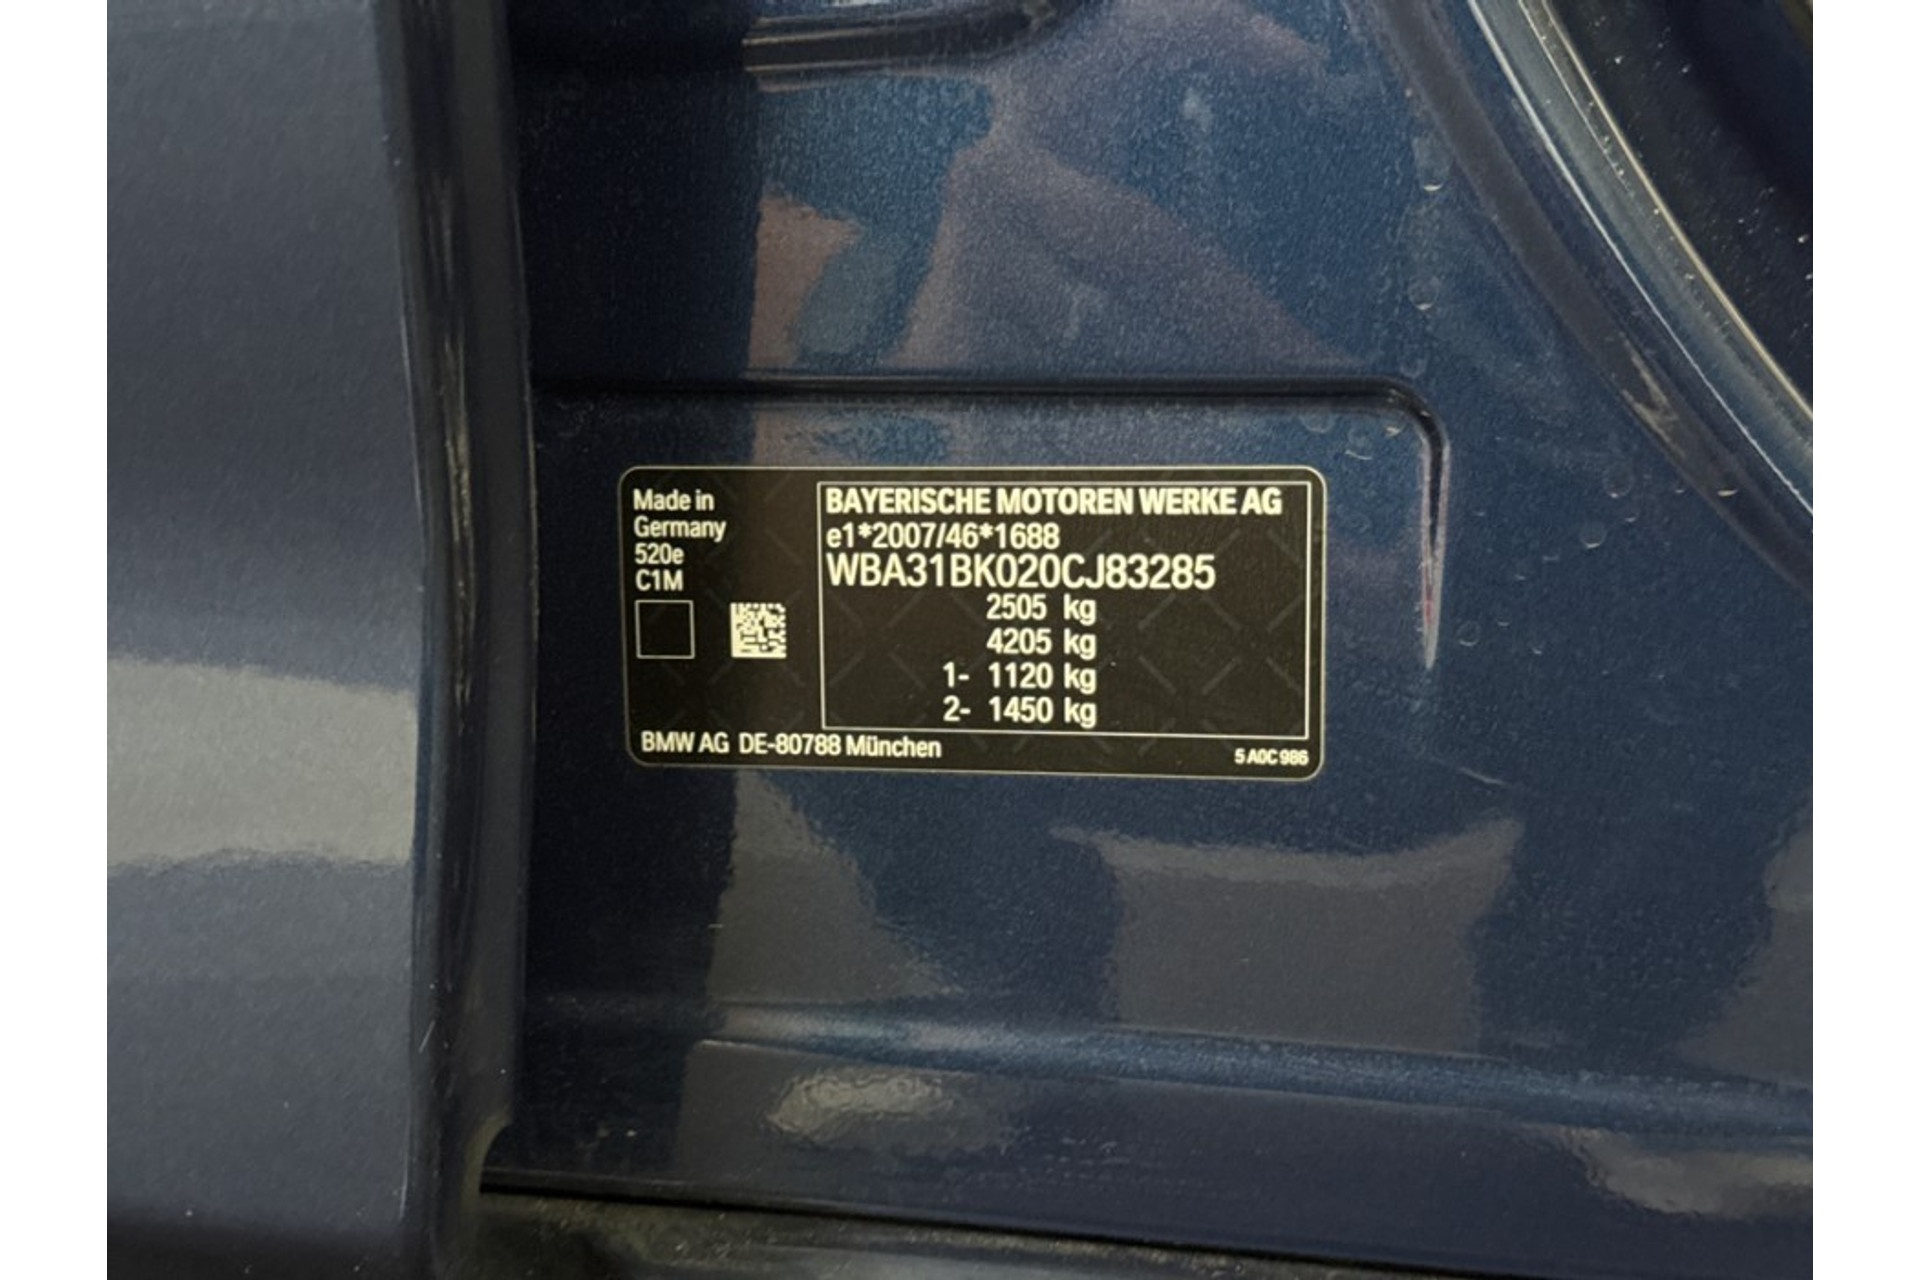 Made in
Germany
520e
C1M
BAYERISCHE MOTOREN WERKE AG
e1*2007/46*1688
WBA31BK020CJ83285
2505 kg
4205 kg
1- 1120 kg
2- 1450 kg
BMW AG DE-80788 München
5 A0C 986